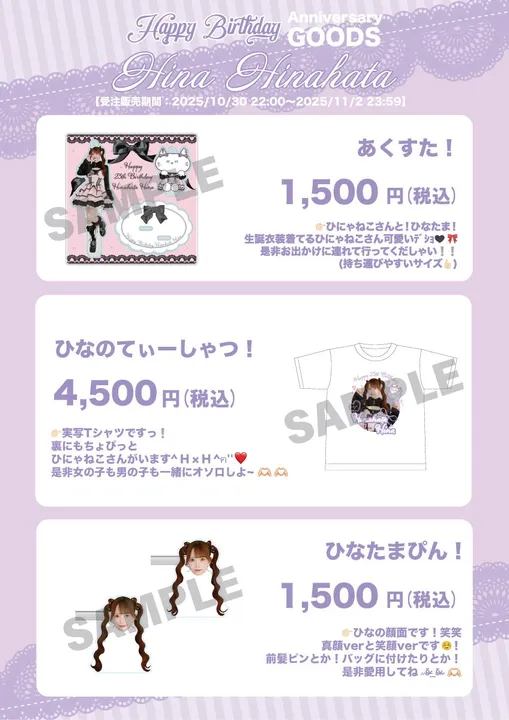 Happy Birthday Anniversary GOODS
Hina Hinahata
【受注販売期間：2025/10/30 22:00〜2025/11/2 23:59】
あくすた！
1,500 円(税込)
👉🏻ひにゃねこさんと！ひなたま！
生誕衣装着てるひにゃねこさん可愛いﾃﾞｼｮ🖤🎀
是非お出かけに連れて行ってくだしゃい！！
(持ち運びやすいサイズ👍🏻)
Happy
25th Birthday
Hinahata Hina
SAMPLE
ひなのてぃーしゃつ！
4,500 円(税込)
👉🏻実写Tシャツですっ！
裏にもちょびっと
ひにゃねこさんがいます^ H x H ^ฅ''❤️
是非女の子も男の子も一緒にオソロしよ~ 🫶🏻 🫶🏻
SAMPLE
ひなたまぴん！
1,500 円(税込)
👉🏻ひなの顔面です！笑笑
真顔verと笑顔verです☺️！
前髪ピンとか！バッグに付けたりとか！
是非愛用してね 🫶🏻
SAMPLE